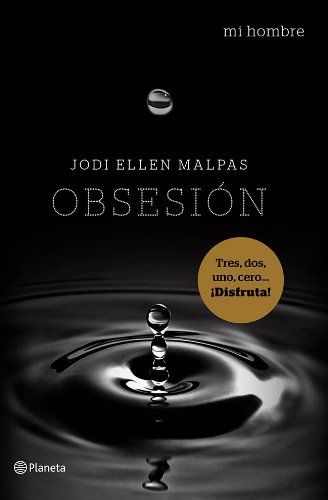 mi hombre
JODI ELLEN MALPAS
OBSESIÓN
Tres, dos,
uno, cero...
¡Disfruta!
Planeta